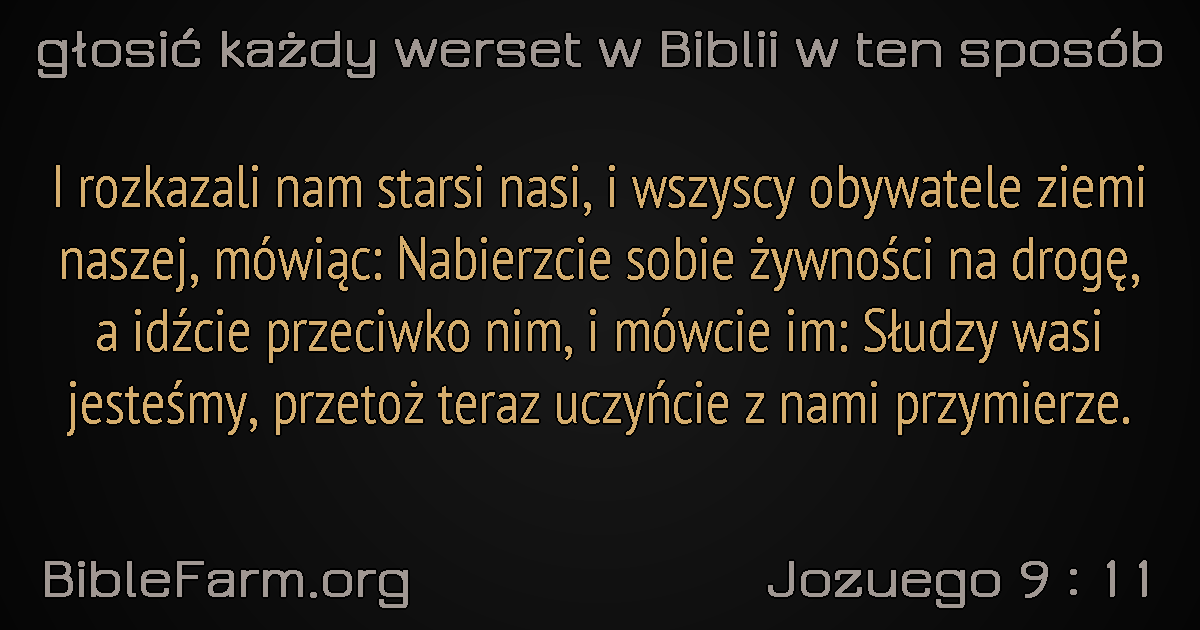 głosić każdy werset w Biblii w ten sposób
I rozkazali nam starsi nasi, i wszyscy obywatele ziemi
naszej, mówiąc: Nabierzcie sobie żywności na drogę,
a idźcie przeciwko nim, i mówcie im: Słudzy wasi
jesteśmy, przetoż teraz uczyńcie z nami przymierze.
BibleFarm.org
Jozuego 9 : 11